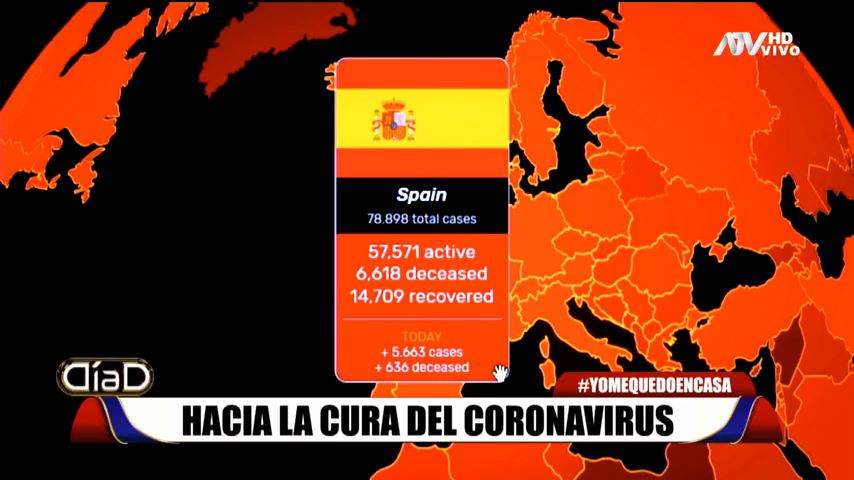 ATV HD
VIVO
Spain
78.898 total cases
57,571 active
6,618 deceased
14,709 recovered
TODAY
+ 5.663 cases
+ 636 deceased
DíaD
#YOMEQUEDOENCASA
HACIA LA CURA DEL CORONAVIRUS